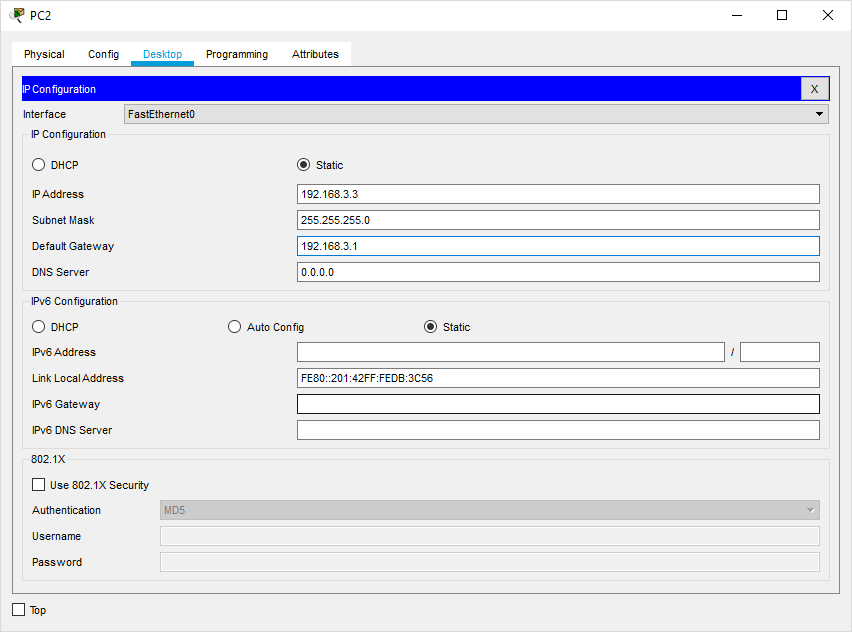 PC2
Physical Config Desktop Programming Attributes
IP Configuration X
Interface FastEthernet0
IP Configuration
DHCP Static
IP Address 192.168.3.3
Subnet Mask 255.255.255.0
Default Gateway 192.168.3.1
DNS Server 0.0.0.0
IPv6 Configuration
DHCP Auto Config Static
IPv6 Address /
Link Local Address FE80::201:42FF:FEDB:3C56
IPv6 Gateway
IPv6 DNS Server
802.1X
Use 802.1X Security
Authentication MD5
Username
Password
Top